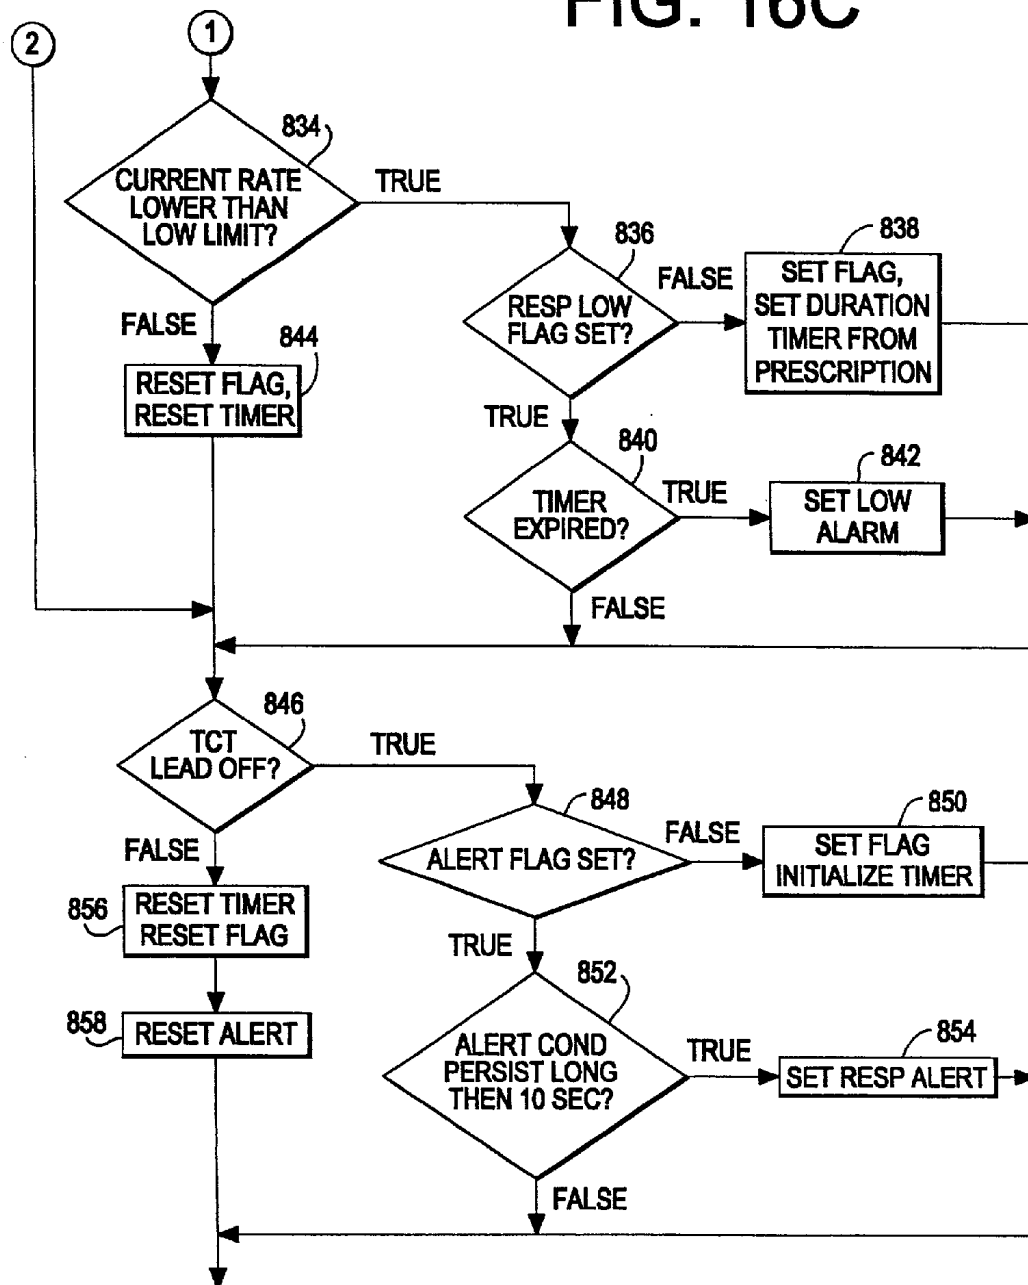 FIG. 16C
2
1
834
CURRENT RATE
LOWER THAN
LOW LIMIT?
TRUE
FALSE
844
RESET FLAG,
RESET TIMER
836
RESP LOW
FLAG SET?
FALSE
838
SET FLAG,
SET DURATION
TIMER FROM
PRESCRIPTION
TRUE
840
TIMER
EXPIRED?
TRUE
842
SET LOW
ALARM
FALSE
846
TCT
LEAD OFF?
TRUE
FALSE
856
RESET TIMER
RESET FLAG
858
RESET ALERT
848
ALERT FLAG SET?
FALSE
850
SET FLAG
INITIALIZE TIMER
TRUE
852
ALERT COND
PERSIST LONG
THEN 10 SEC?
TRUE
854
SET RESP ALERT
FALSE